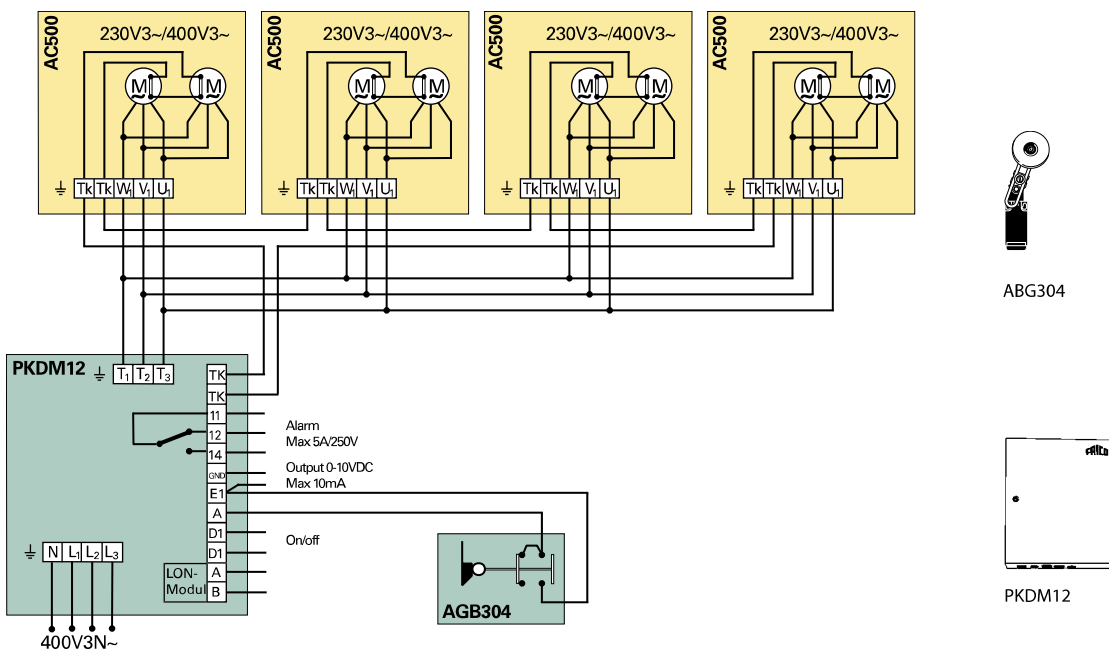 AC500
230V3~/400V3~
M M
Tk Tk W1 V1 U1
AC500
230V3~/400V3~
M M
Tk Tk W1 V1 U1
AC500
230V3~/400V3~
M M
Tk Tk W1 V1 U1
AC500
230V3~/400V3~
M M
Tk Tk W1 V1 U1
ABG304
PKDM12
T1 T2 T3
TK
TK
11
12
14
GND
E1
A
D1
D1
A
B
Alarm
Max 5A/250V
Output 0-10VDC
Max 10mA
On/off
LON-
Modul
N L1 L2 L3
400V3N~
AGB304
FRICO
PKDM12